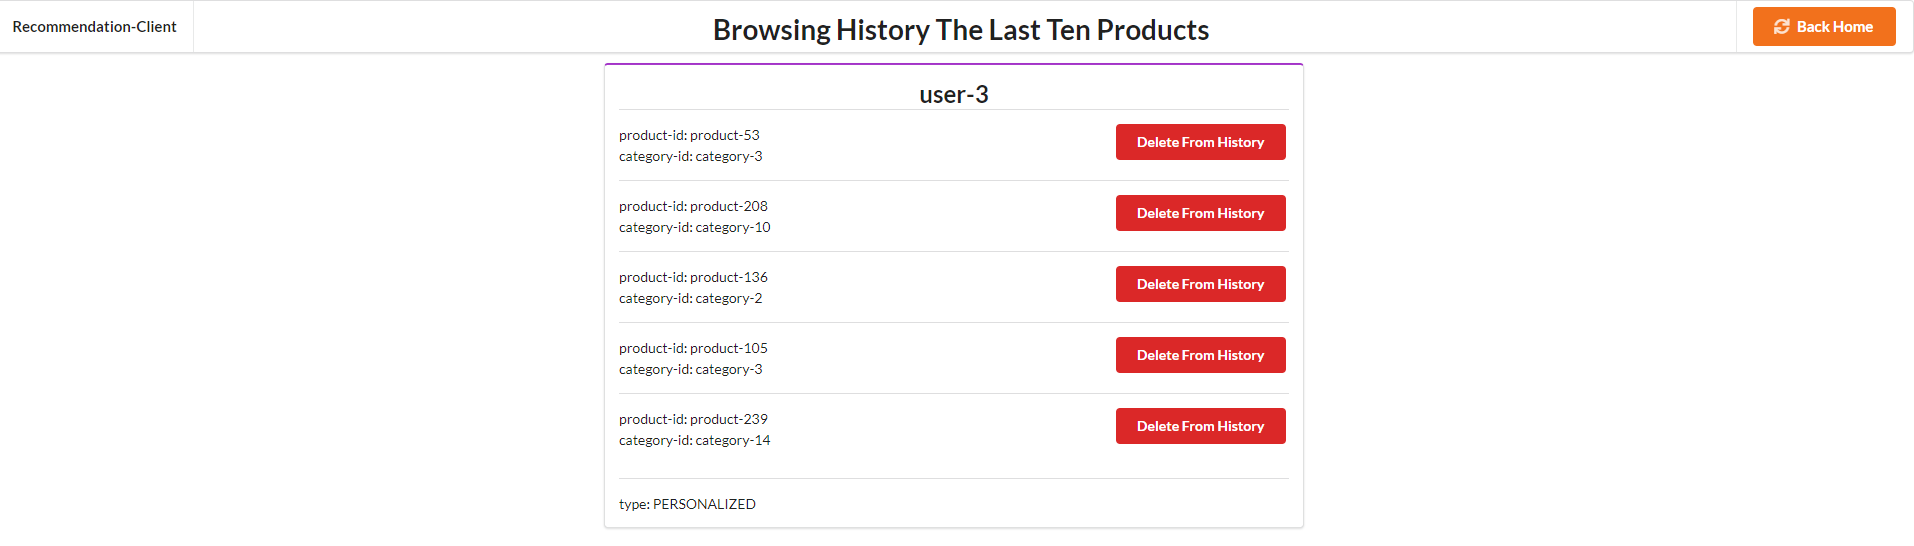 Recommendation-Client
Browsing History The Last Ten Products
Back Home
user-3
product-id: product-53
category-id: category-3
Delete From History
product-id: product-208
category-id: category-10
Delete From History
product-id: product-136
category-id: category-2
Delete From History
product-id: product-105
category-id: category-3
Delete From History
product-id: product-239
category-id: category-14
Delete From History
type: PERSONALIZED